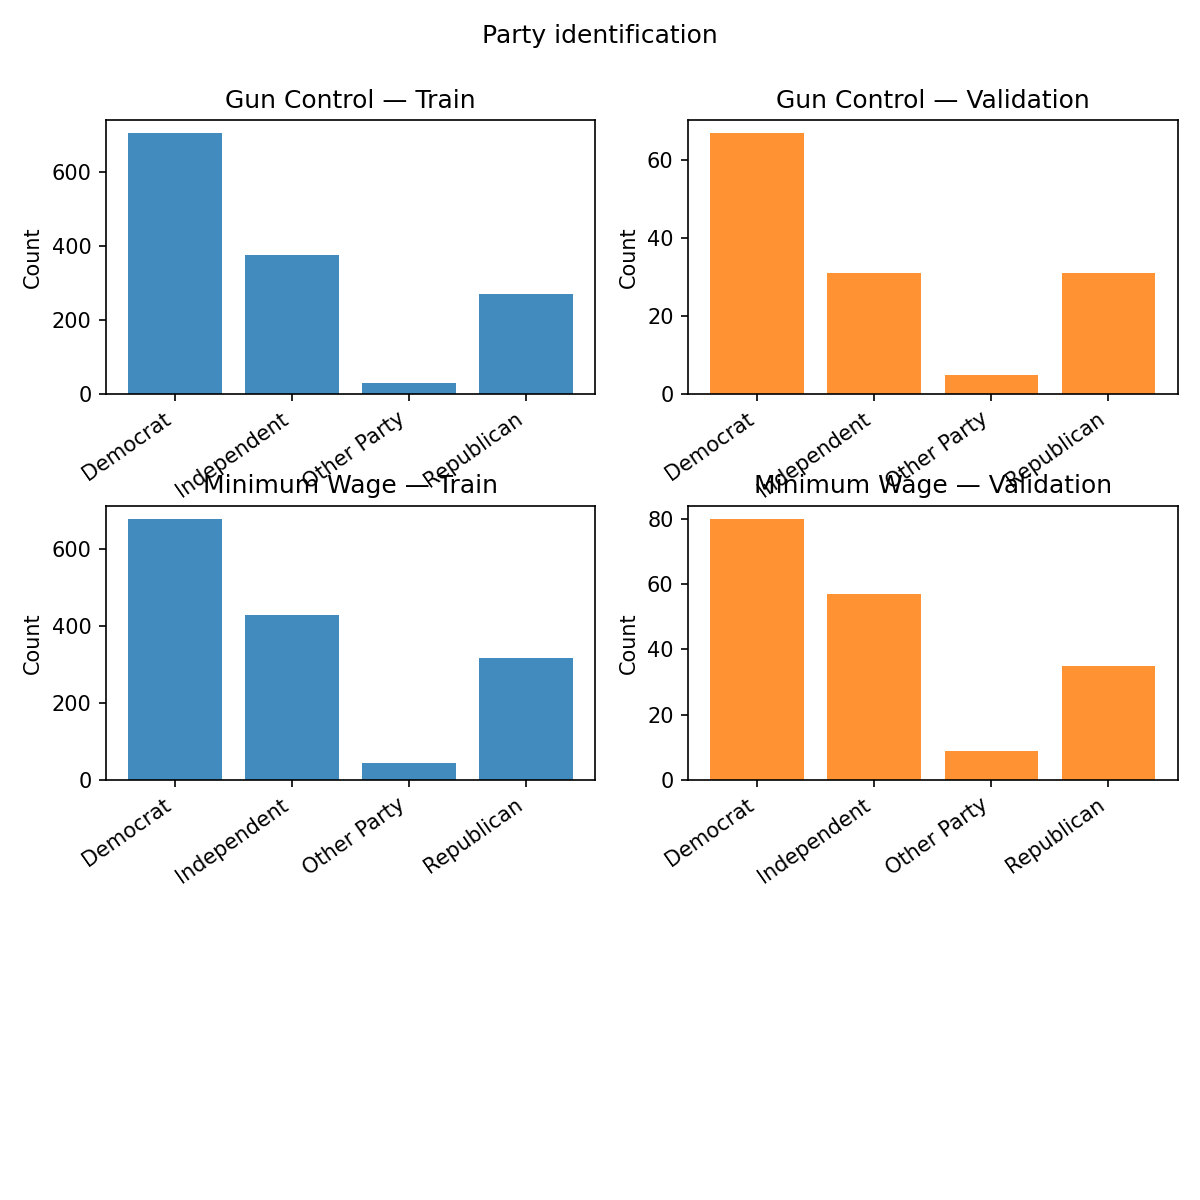 Party identification
Gun Control — Train
Gun Control — Validation
Count
600
400
200
0
Democrat
Independent
Other Party
Republican
Count
60
40
20
0
Democrat
Independent
Other Party
Republican
Minimum Wage — Train
Minimum Wage — Validation
Count
600
400
200
0
Democrat
Independent
Other Party
Republican
Count
80
60
40
20
0
Democrat
Independent
Other Party
Republican